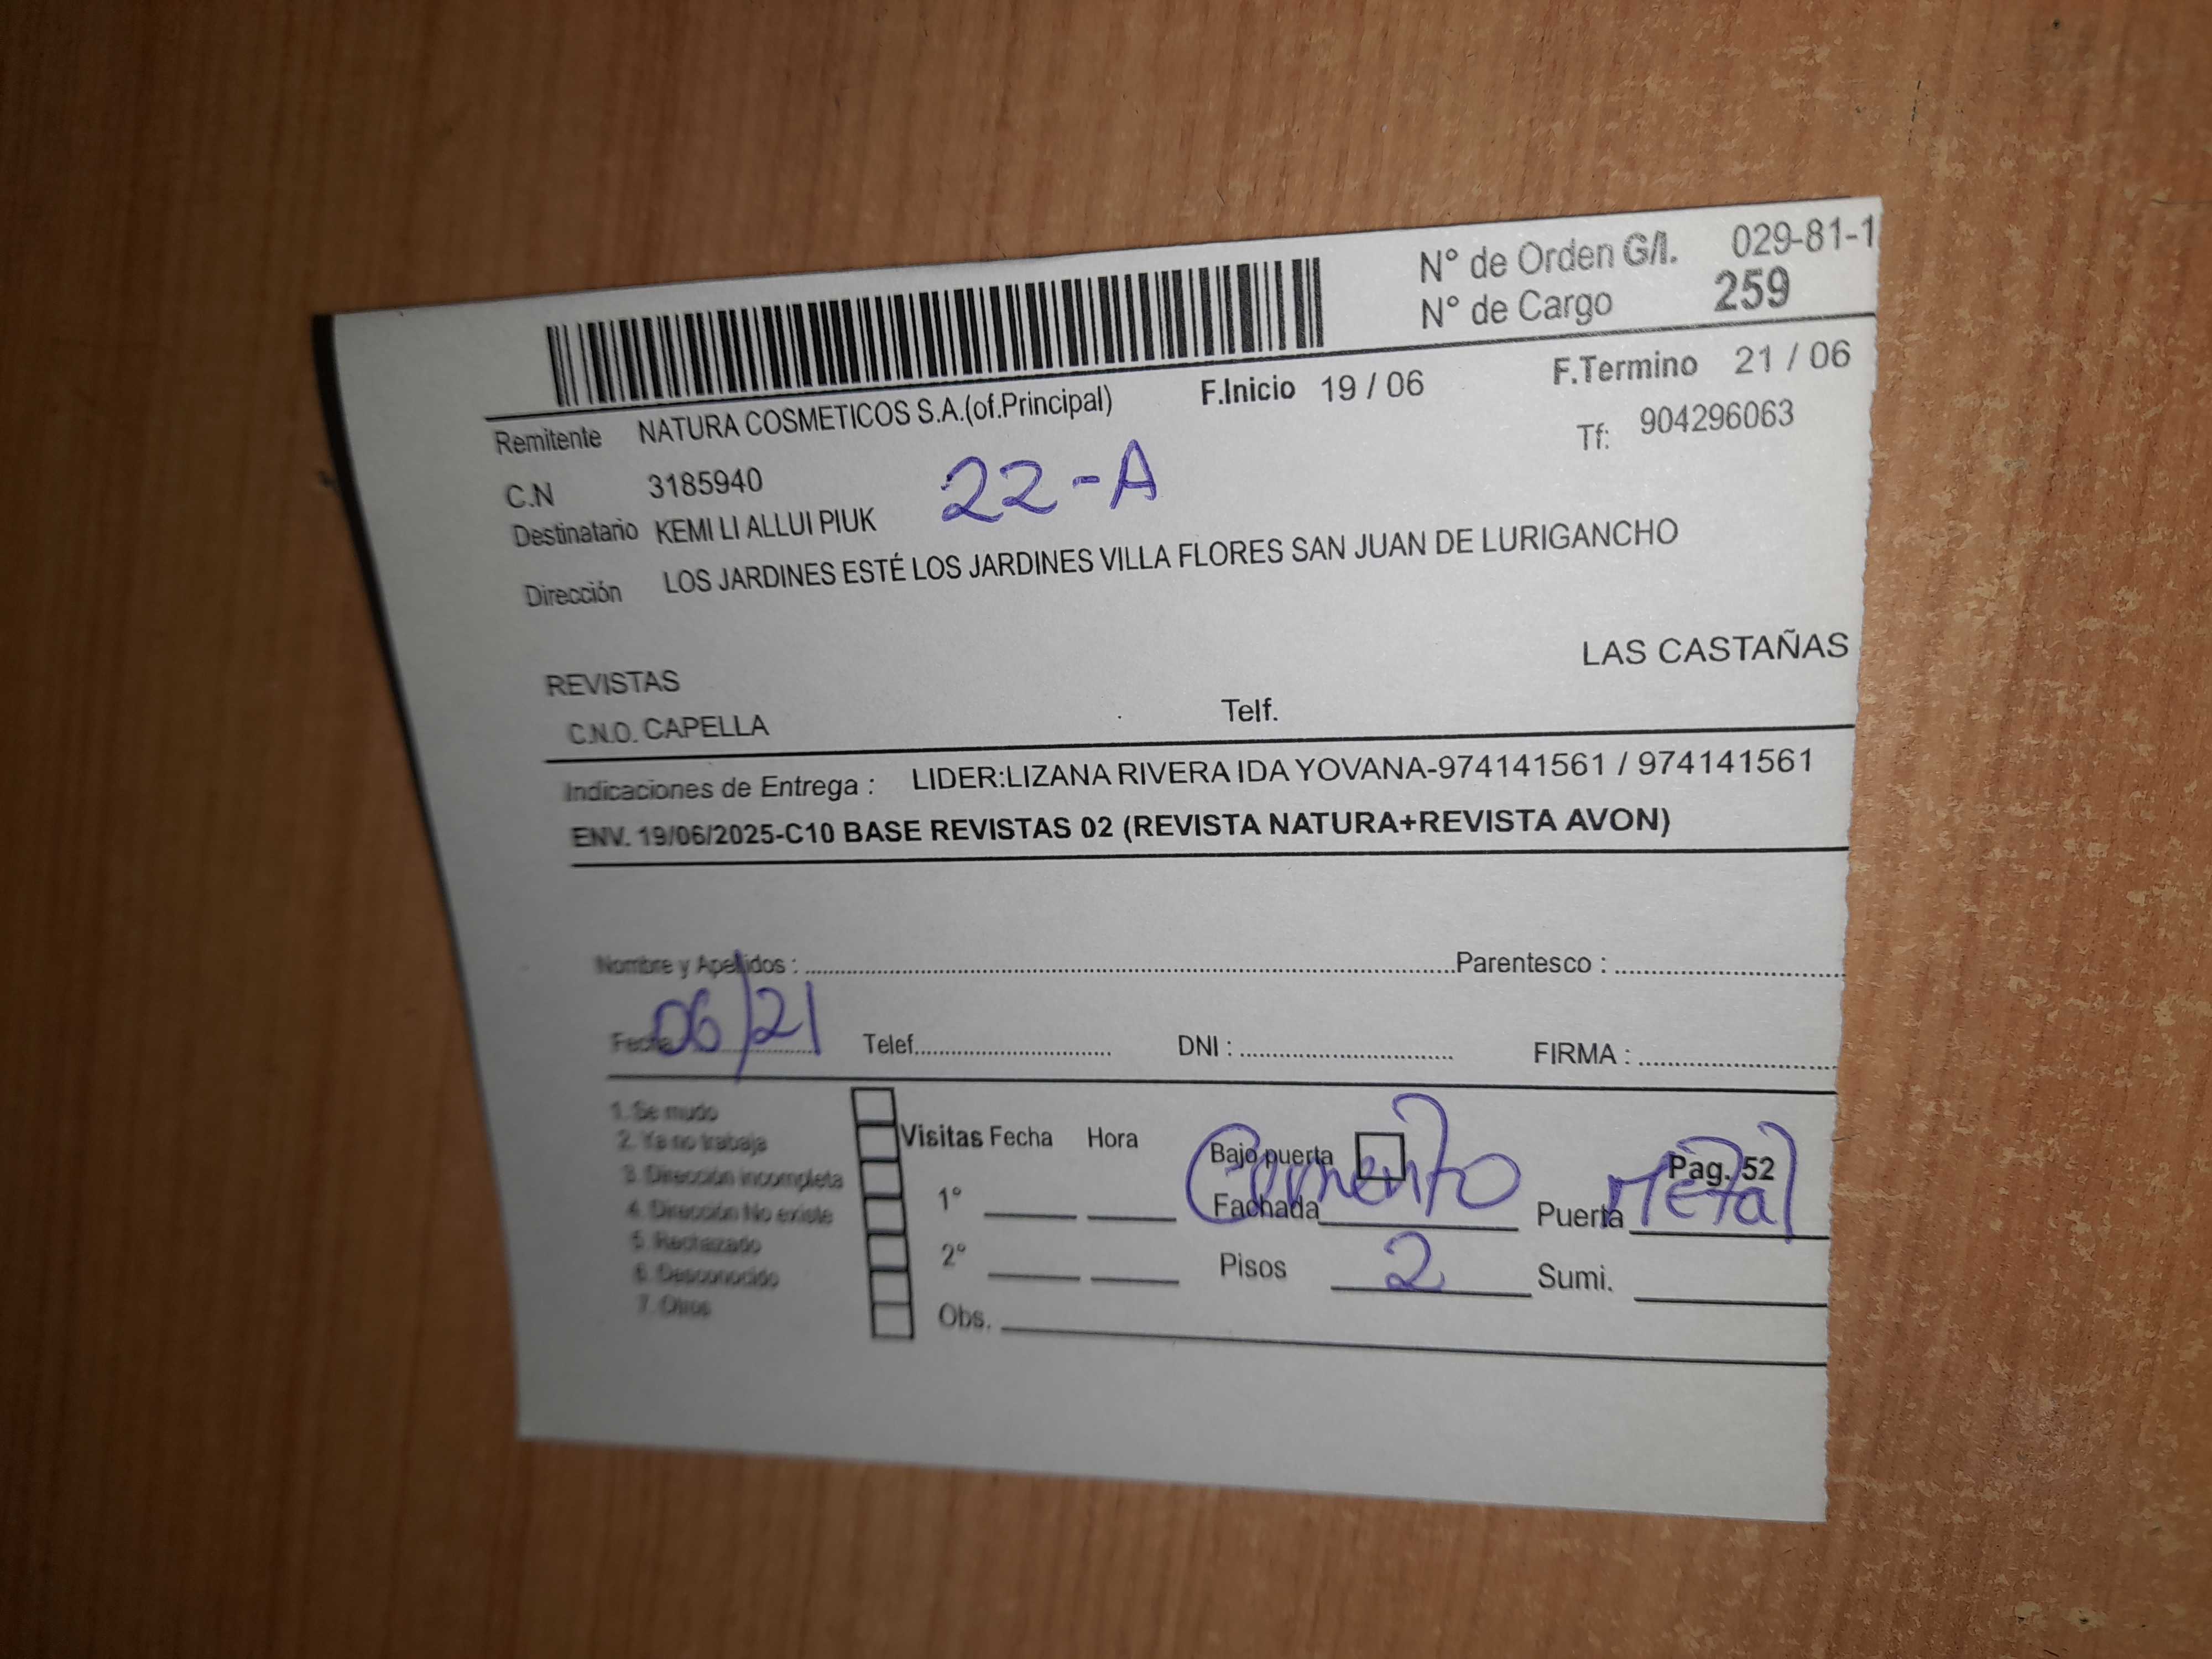 N° de Orden G/I. 029-81-1
N° de Cargo 259
F.Inicio 19 / 06 F.Termino 21 / 06
Remitente NATURA COSMETICOS S.A.(of.Principal)
Tf: 904296063
C.N 3185940
22-A
Destinatario KEMI LI ALLUI PIUK
Dirección LOS JARDINES ESTÉ LOS JARDINES VILLA FLORES SAN JUAN DE LURIGANCHO
LAS CASTAÑAS
REVISTAS
C.N.O. CAPELLA Telf.
Indicaciones de Entrega : LIDER:LIZANA RIVERA IDA YOVANA-974141561 / 974141561
ENV. 19/06/2025-C10 BASE REVISTAS 02 (REVISTA NATURA+REVISTA AVON)
Nombre y Apellidos : Parentesco :
Fecha 06/21 Telef. DNI : FIRMA :
1. Se mudo
2. Ya no trabaja
3. Dirección incompleta
4. Dirección No existe
5. Rechazado
6. Desconocido
7. Otros
Visitas Fecha Hora
1°
2°
Obs.
Bajo puerta
Pag. 52
Fachada Cemento Puerta Metal
Pisos 2 Sumi.